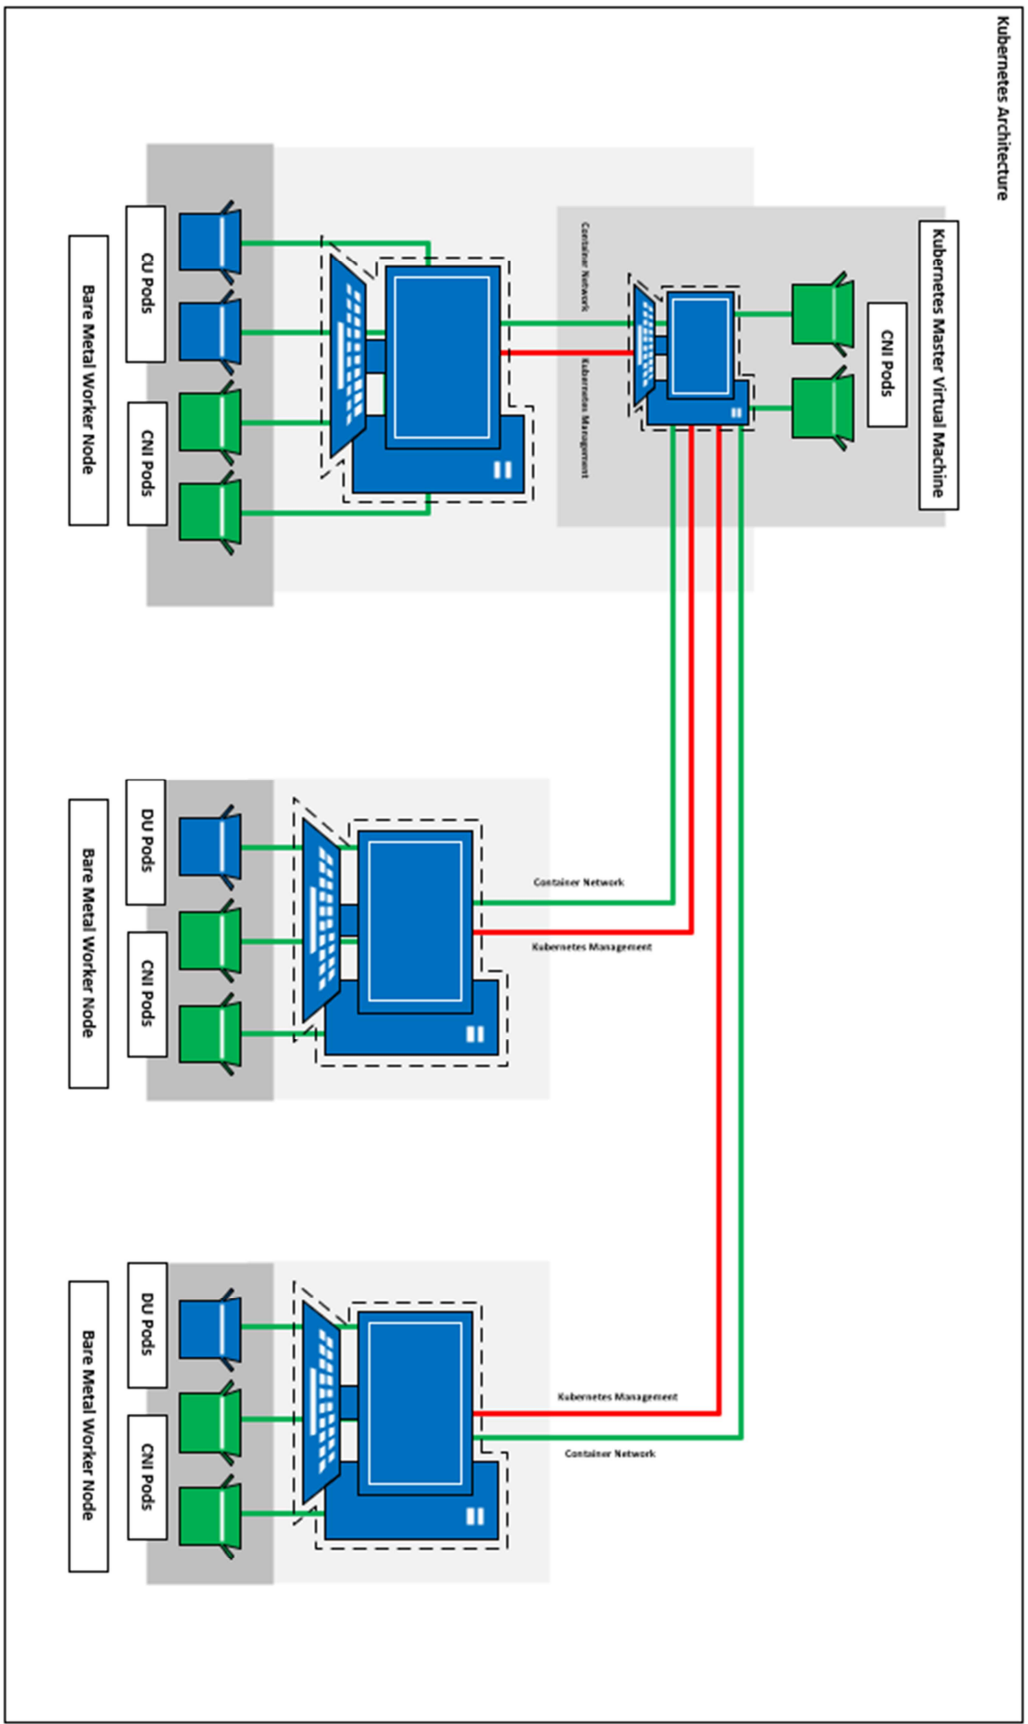 Kubernetes Architecture
Kubernetes Master Virtual Machine
CNI Pods
Container Network
Kubernetes Management
Container Network
Kubernetes Management
Kubernetes Management
Container Network
CU Pods
CNI Pods
DU Pods
CNI Pods
DU Pods
CNI Pods
Bare Metal Worker Node
Bare Metal Worker Node
Bare Metal Worker Node